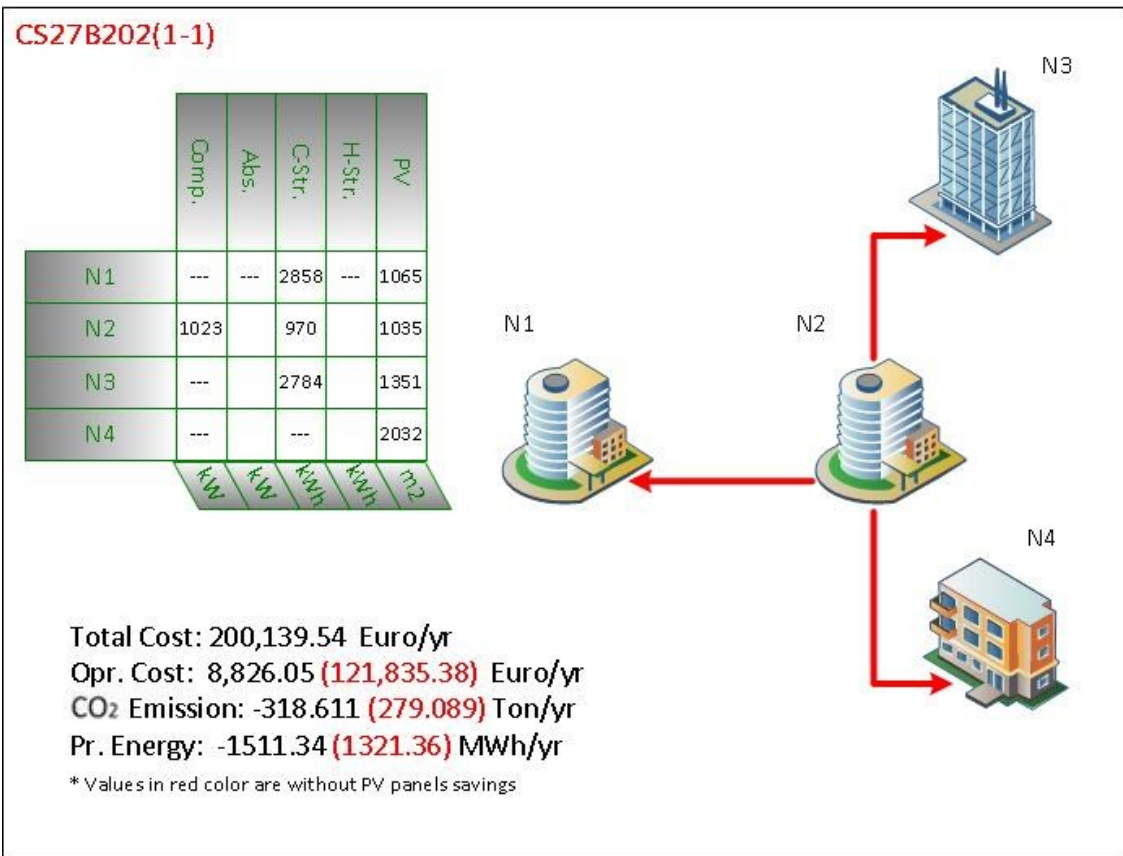 CS27B202(1-1)
N3
Comp. Abs. C-Str. H-Str. PV
N1 --- --- 2858 --- 1065
N2 1023 970 1035
N3 --- 2784 1351
N4 --- --- 2032
kW kW kWh kWh m2
N1 N2
N4
Total Cost: 200,139.54 Euro/yr
Opr. Cost: 8,826.05 (121,835.38) Euro/yr
CO₂ Emission: -318.611 (279.089) Ton/yr
Pr. Energy: -1511.34 (1321.36) MWh/yr
* Values in red color are without PV panels savings